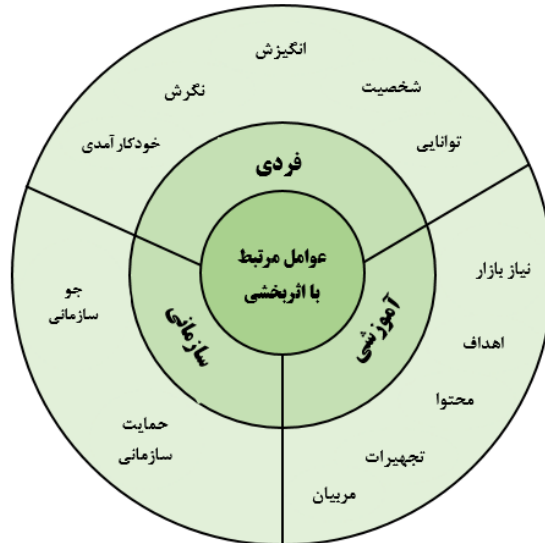 انگیزش
شخصیت
نگرش
توانایی
خودکارآمدی
فردی
عوامل مرتبط
با اثربخشی
آموزشی
سازمانی
نیاز بازار
اهداف
محتوا
تجهیزات
مربیان
جو
سازمانی
حمایت
سازمانی